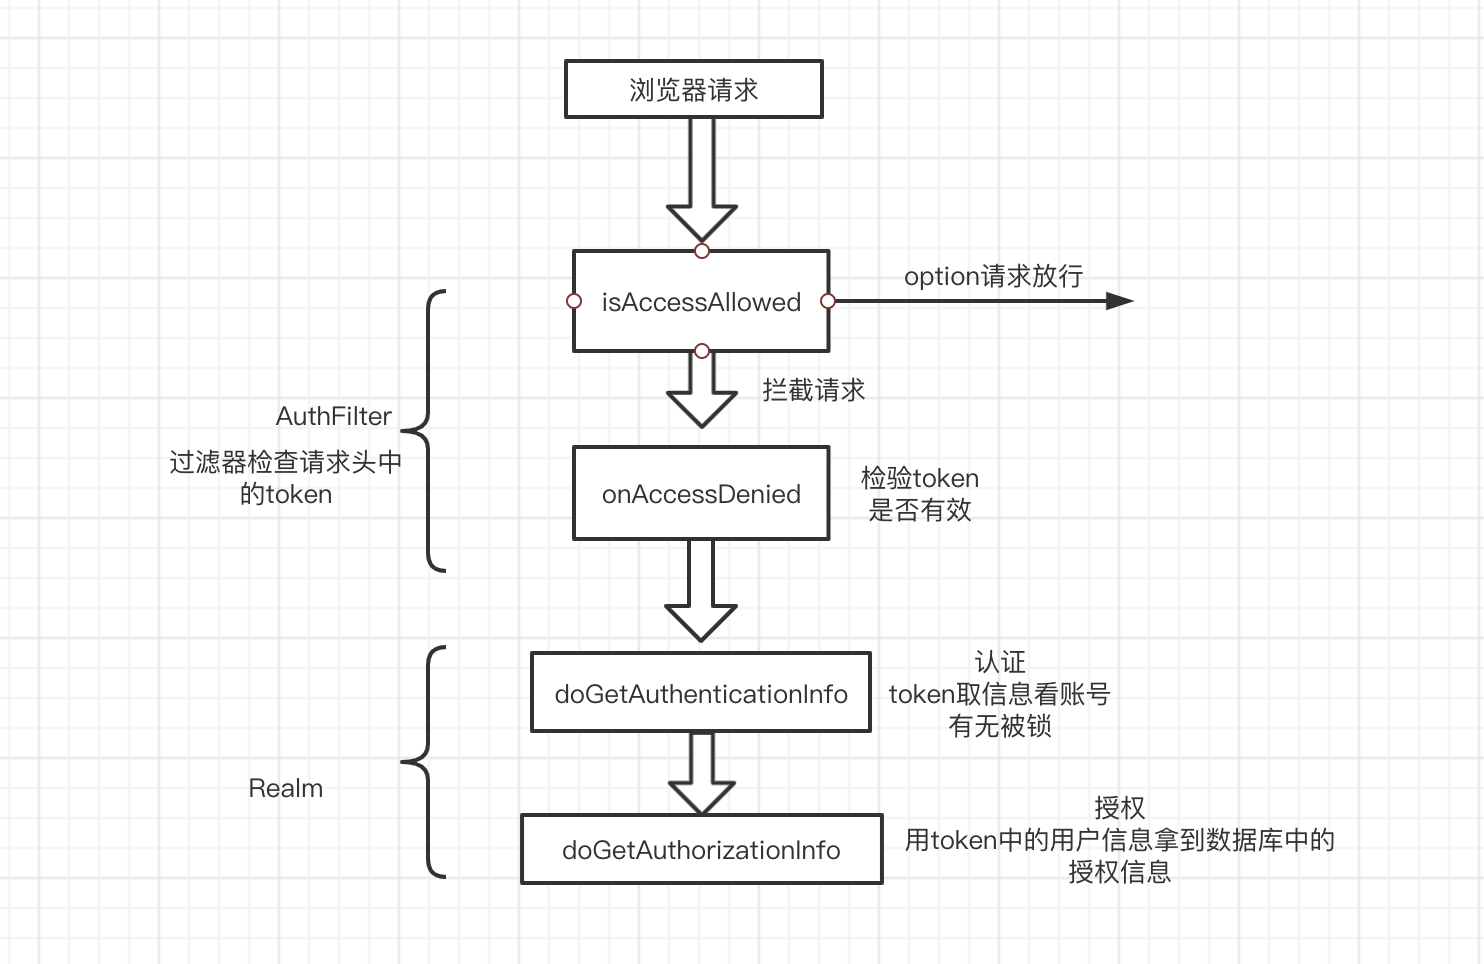 浏览器请求
option请求放行
isAccessAllowed
拦截请求
AuthFilter
过滤器检查请求头中
的token
onAccessDenied
检验token
是否有效
认证
doGetAuthenticationInfo
token取信息看账号
有无被锁
Realm
授权
doGetAuthorizationInfo
用token中的用户信息拿到数据库中的
授权信息